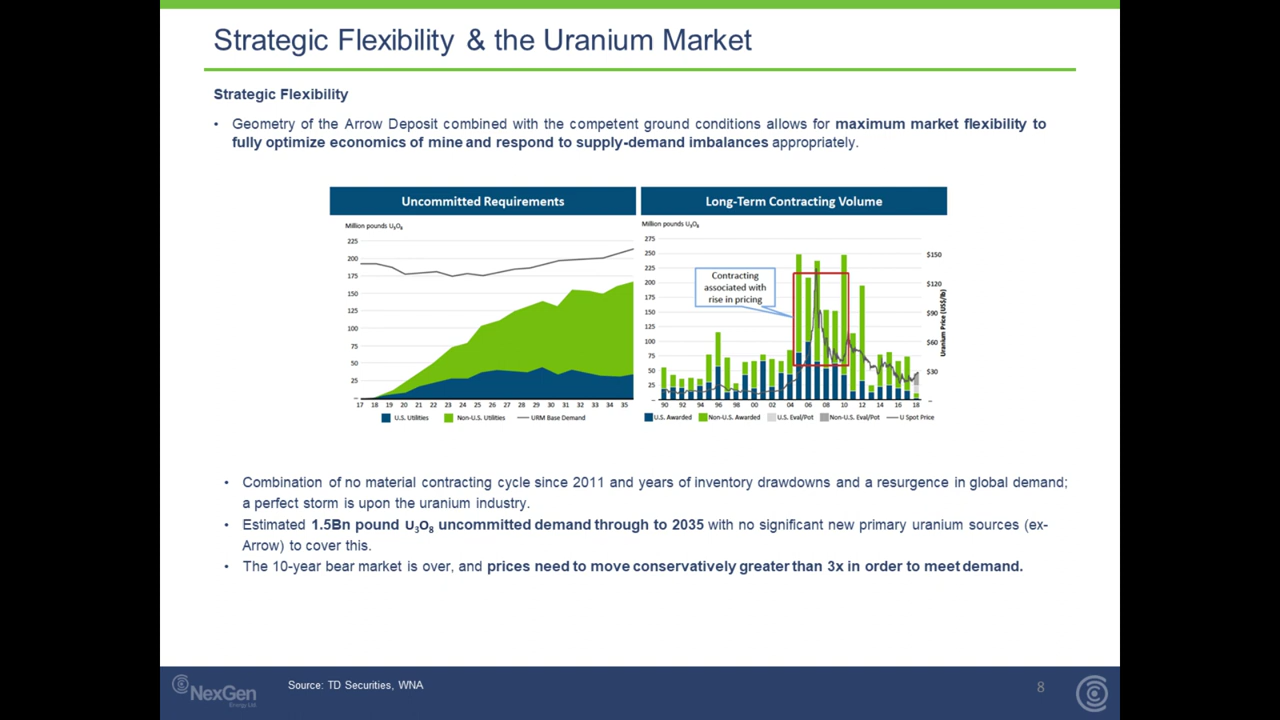 Strategic Flexibility & the Uranium Market
Strategic Flexibility
• Geometry of the Arrow Deposit combined with the competent ground conditions allows for maximum market flexibility to
fully optimize economics of mine and respond to supply-demand imbalances appropriately.
Uncommitted Requirements
Million pounds U₃O₈
225
200
175
150
125
100
75
50
25
–
17 18 19 20 21 22 23 24 25 26 27 28 29 30 31 32 33 34 35
U.S. Utilities Non-U.S. Utilities URM Base Demand
Long-Term Contracting Volume
Million pounds U₃O₈
275
250
225
200
175
150
125
100
75
50
25
–
Contracting
associated with
rise in pricing
$150
$120
$90
$60
$30
–
Uranium Price (US$/lb)
90 92 94 96 98 00 02 04 06 08 10 12 14 16 18
U.S. Awarded Non-U.S. Awarded U.S. Eval/Pot Non-U.S. Eval/Pot U Spot Price
• Combination of no material contracting cycle since 2011 and years of inventory drawdowns and a resurgence in global demand;
a perfect storm is upon the uranium industry.
• Estimated 1.5Bn pound U₃O₈ uncommitted demand through to 2035 with no significant new primary uranium sources (ex-
Arrow) to cover this.
• The 10-year bear market is over, and prices need to move conservatively greater than 3x in order to meet demand.
NexGen
Energy Ltd
Source: TD Securities, WNA
8